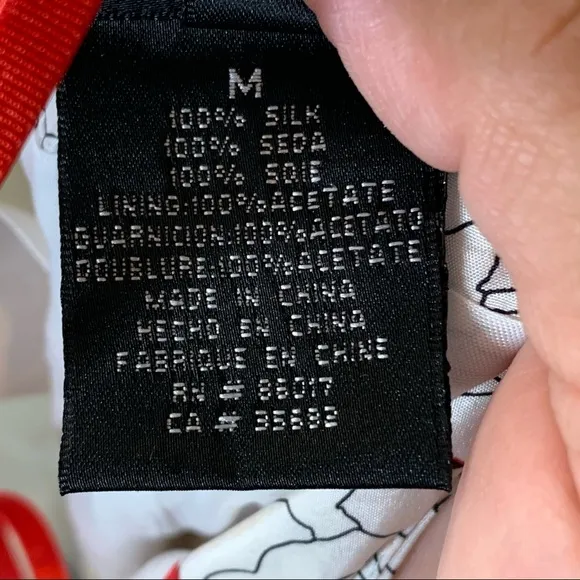 M
100% SILK
100% SEDA
100% SOIE
LINING:100%ACETATE
GUARNICION:100%ACETATO
DOUBLURE:100%ACETATE
MADE IN CHINA
HECHO EN CHINA
FABRIQUE EN CHINE
RN # 88017
CA # 35693